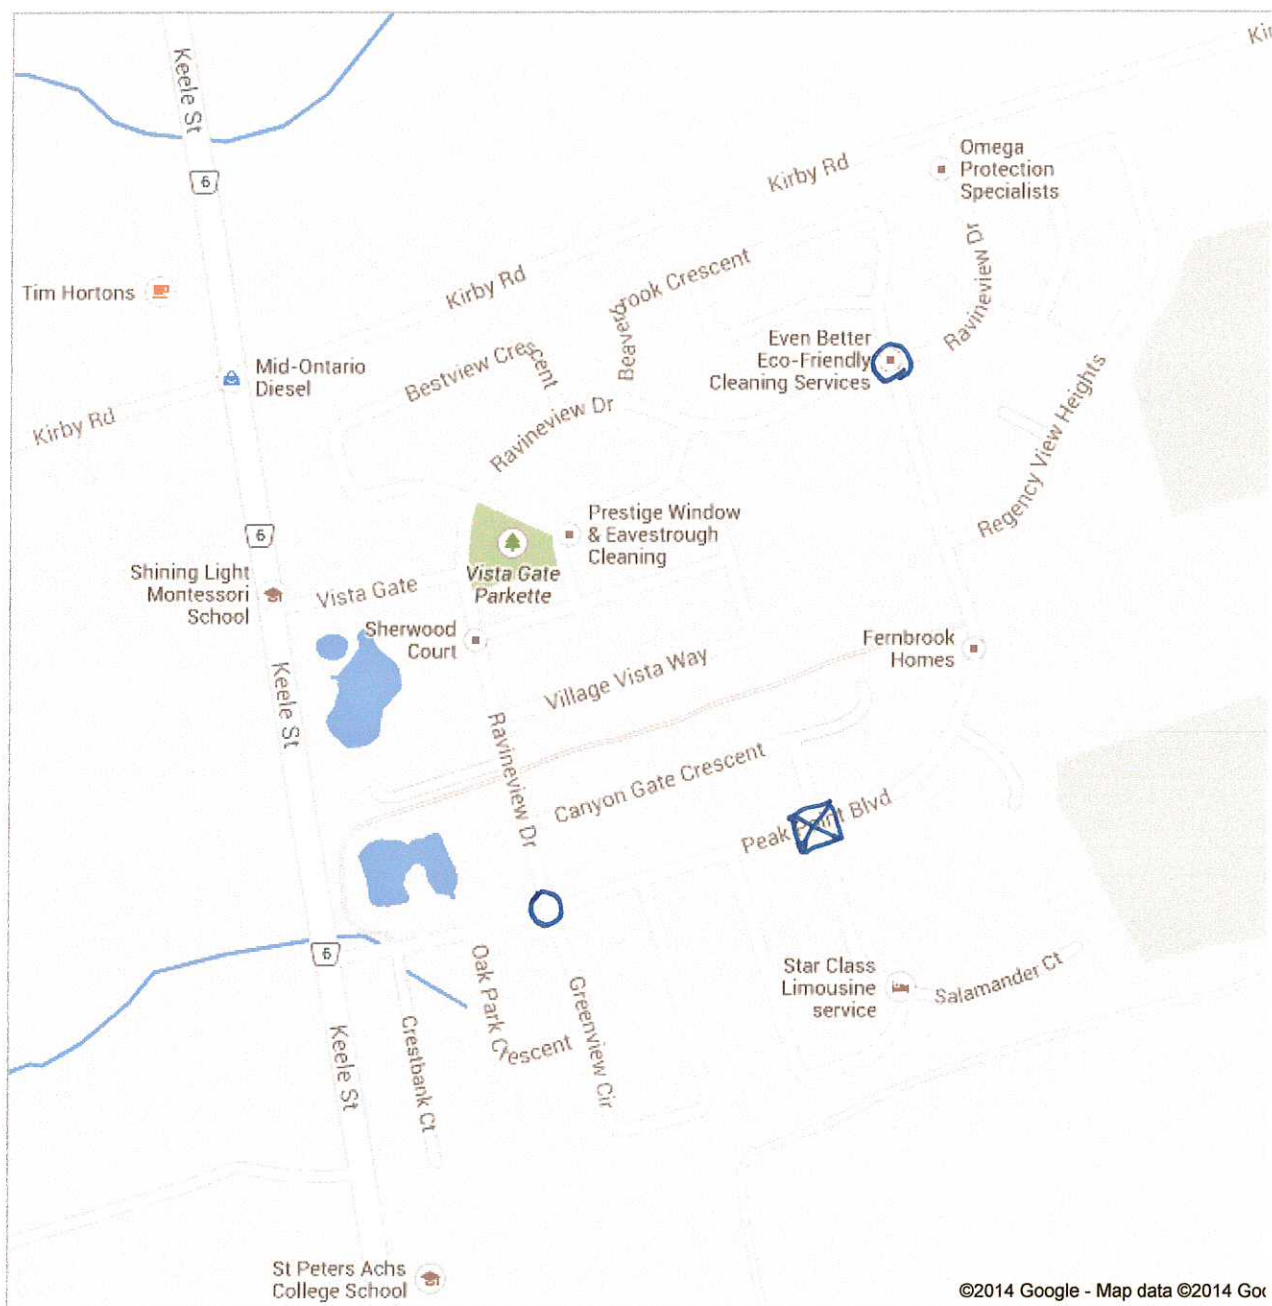 Kir
Keele St
6
Kirby Rd
Omega
Protection
Specialists
Ravineview Dr
Tim Hortons
Kirby Rd
Beaverbrook Crescent
Mid-Ontario
Diesel
Bestview Crescent
Even Better
Eco-Friendly
Cleaning Services
Kirby Rd
Ravineview Dr
Regency View Heights
6
Prestige Window
& Eavestrough
Cleaning
Shining Light
Montessori
School
Vista Gate
Vista Gate
Parkette
Sherwood
Court
Fernbrook
Homes
Keele St
Village Vista Way
Ravineview Dr
Canyon Gate Crescent
Peak Point Blvd
6
Oak Park Crescent
Greenview Cir
Star Class
Limousine
service
Salamander Ct
Keele St
Crestbank Ct
St Peters Achs
College School
©2014 Google - Map data ©2014 Goo